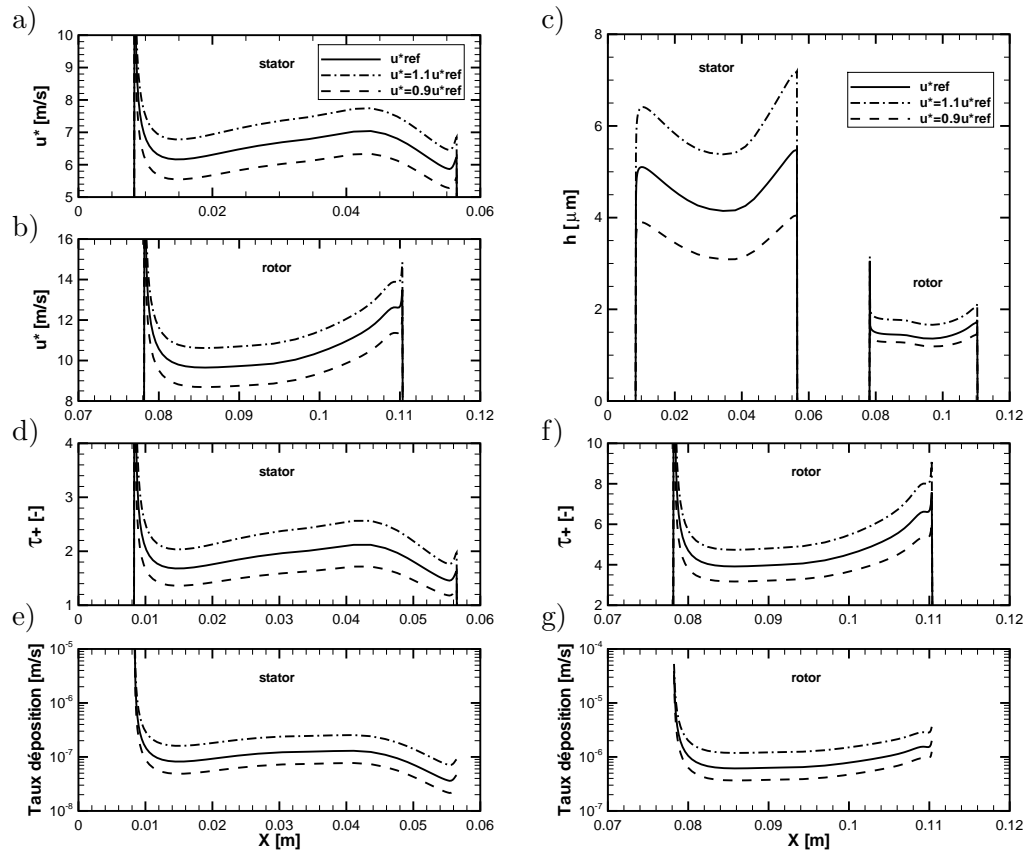 a)
10
9
8
7
6
5
u* [m/s]
stator
u*ref
u*=1.1u*ref
u*=0.9u*ref
0
0.02
0.04
0.06
b)
16
14
12
10
8
u* [m/s]
rotor
0.07
0.08
0.09
0.1
0.11
0.12
c)
8
6
4
2
0
h [μm]
stator
rotor
u*ref
u*=1.1u*ref
u*=0.9u*ref
0
0.02
0.04
0.06
0.08
0.1
0.12
d)
4
3
2
1
τ+ [-]
stator
0
0.01
0.02
0.03
0.04
0.05
0.06
e)
10-5
10-6
10-7
10-8
Taux déposition [m/s]
stator
0
0.01
0.02
0.03
0.04
0.05
0.06
X [m]
f)
10
8
6
4
2
τ+ [-]
rotor
0.07
0.08
0.09
0.1
0.11
0.12
g)
10-4
10-5
10-6
10-7
Taux déposition [m/s]
rotor
0.07
0.08
0.09
0.1
0.11
0.12
X [m]